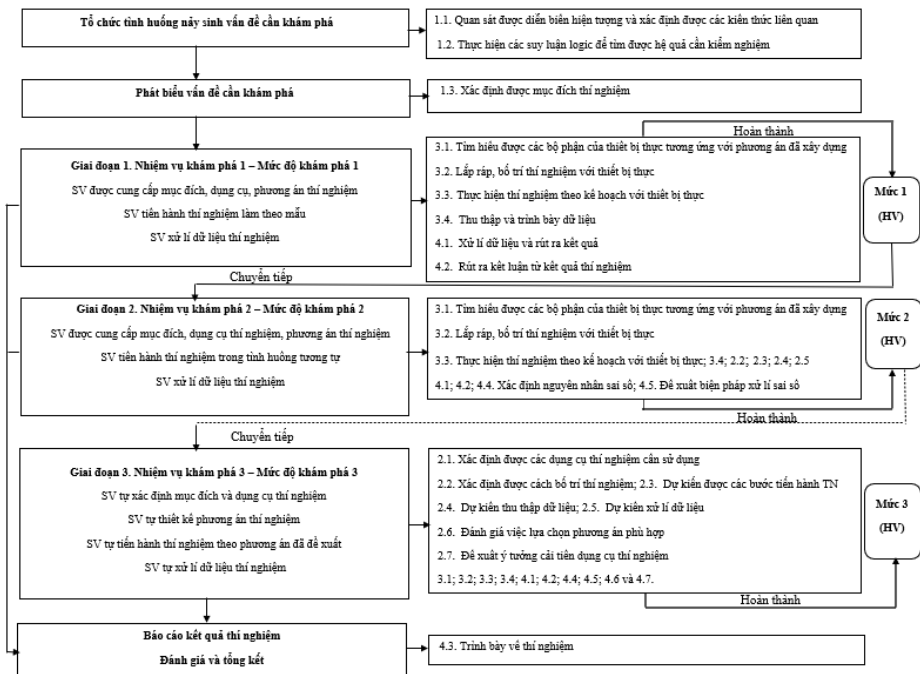 Tổ chức tình huống nảy sinh vấn đề cần khám phá
1.1. Quan sát được diễn biến hiện tượng và xác định được các kiến thức liên quan
1.2. Thực hiện các suy luận logic để tìm được hệ quả cần kiểm nghiệm
Phát biểu vấn đề cần khám phá
1.3. Xác định được mục đích thí nghiệm
Hoàn thành
Giai đoạn 1. Nhiệm vụ khám phá 1 – Mức độ khám phá 1
SV được cung cấp mục đích, dụng cụ, phương án thí nghiệm
SV tiến hành thí nghiệm làm theo mẫu
SV xử lí dữ liệu thí nghiệm
3.1. Tìm hiểu được các bộ phận của thiết bị thực tương ứng với phương án đã xây dựng
3.2. Lắp ráp, bố trí thí nghiệm với thiết bị thực
3.3. Thực hiện thí nghiệm theo kế hoạch với thiết bị thực
3.4. Thu thập và trình bày dữ liệu
4.1. Xử lí dữ liệu và rút ra kết quả
4.2. Rút ra kết luận từ kết quả thí nghiệm
Mức 1
(HV)
Chuyển tiếp
Giai đoạn 2. Nhiệm vụ khám phá 2 – Mức độ khám phá 2
SV được cung cấp mục đích, dụng cụ thí nghiệm, phương án thí nghiệm
SV tiến hành thí nghiệm trong tình huống tương tự
SV xử lí dữ liệu thí nghiệm
3.1. Tìm hiểu được các bộ phận của thiết bị thực tương ứng với phương án đã xây dựng
3.2. Lắp ráp, bố trí thí nghiệm với thiết bị thực
3.3. Thực hiện thí nghiệm theo kế hoạch với thiết bị thực; 3.4; 2.2; 2.3; 2.4; 2.5
4.1; 4.2; 4.4. Xác định nguyên nhân sai số; 4.5. Đề xuất biện pháp xử lí sai số
Mức 2
(HV)
Hoàn thành
Chuyển tiếp
Giai đoạn 3. Nhiệm vụ khám phá 3 – Mức độ khám phá 3
SV tự xác định mục đích và dụng cụ thí nghiệm
SV tự thiết kế phương án thí nghiệm
SV tự tiến hành thí nghiệm theo phương án đã đề xuất
SV tự xử lí dữ liệu thí nghiệm
2.1. Xác định được các dụng cụ thí nghiệm cần sử dụng
2.2. Xác định được cách bố trí thí nghiệm; 2.3. Dự kiến được các bước tiến hành TN
2.4. Dự kiến thu thập dữ liệu; 2.5. Dự kiến xử lí dữ liệu
2.6. Đánh giá việc lựa chọn phương án phù hợp
2.7. Đề xuất ý tưởng cải tiến dụng cụ thí nghiệm
3.1; 3.2; 3.3; 3.4; 4.1; 4.2; 4.4; 4.5; 4.6 và 4.7.
Mức 3
(HV)
Hoàn thành
Báo cáo kết quả thí nghiệm
Đánh giá và tổng kết
4.3. Trình bày về thí nghiệm